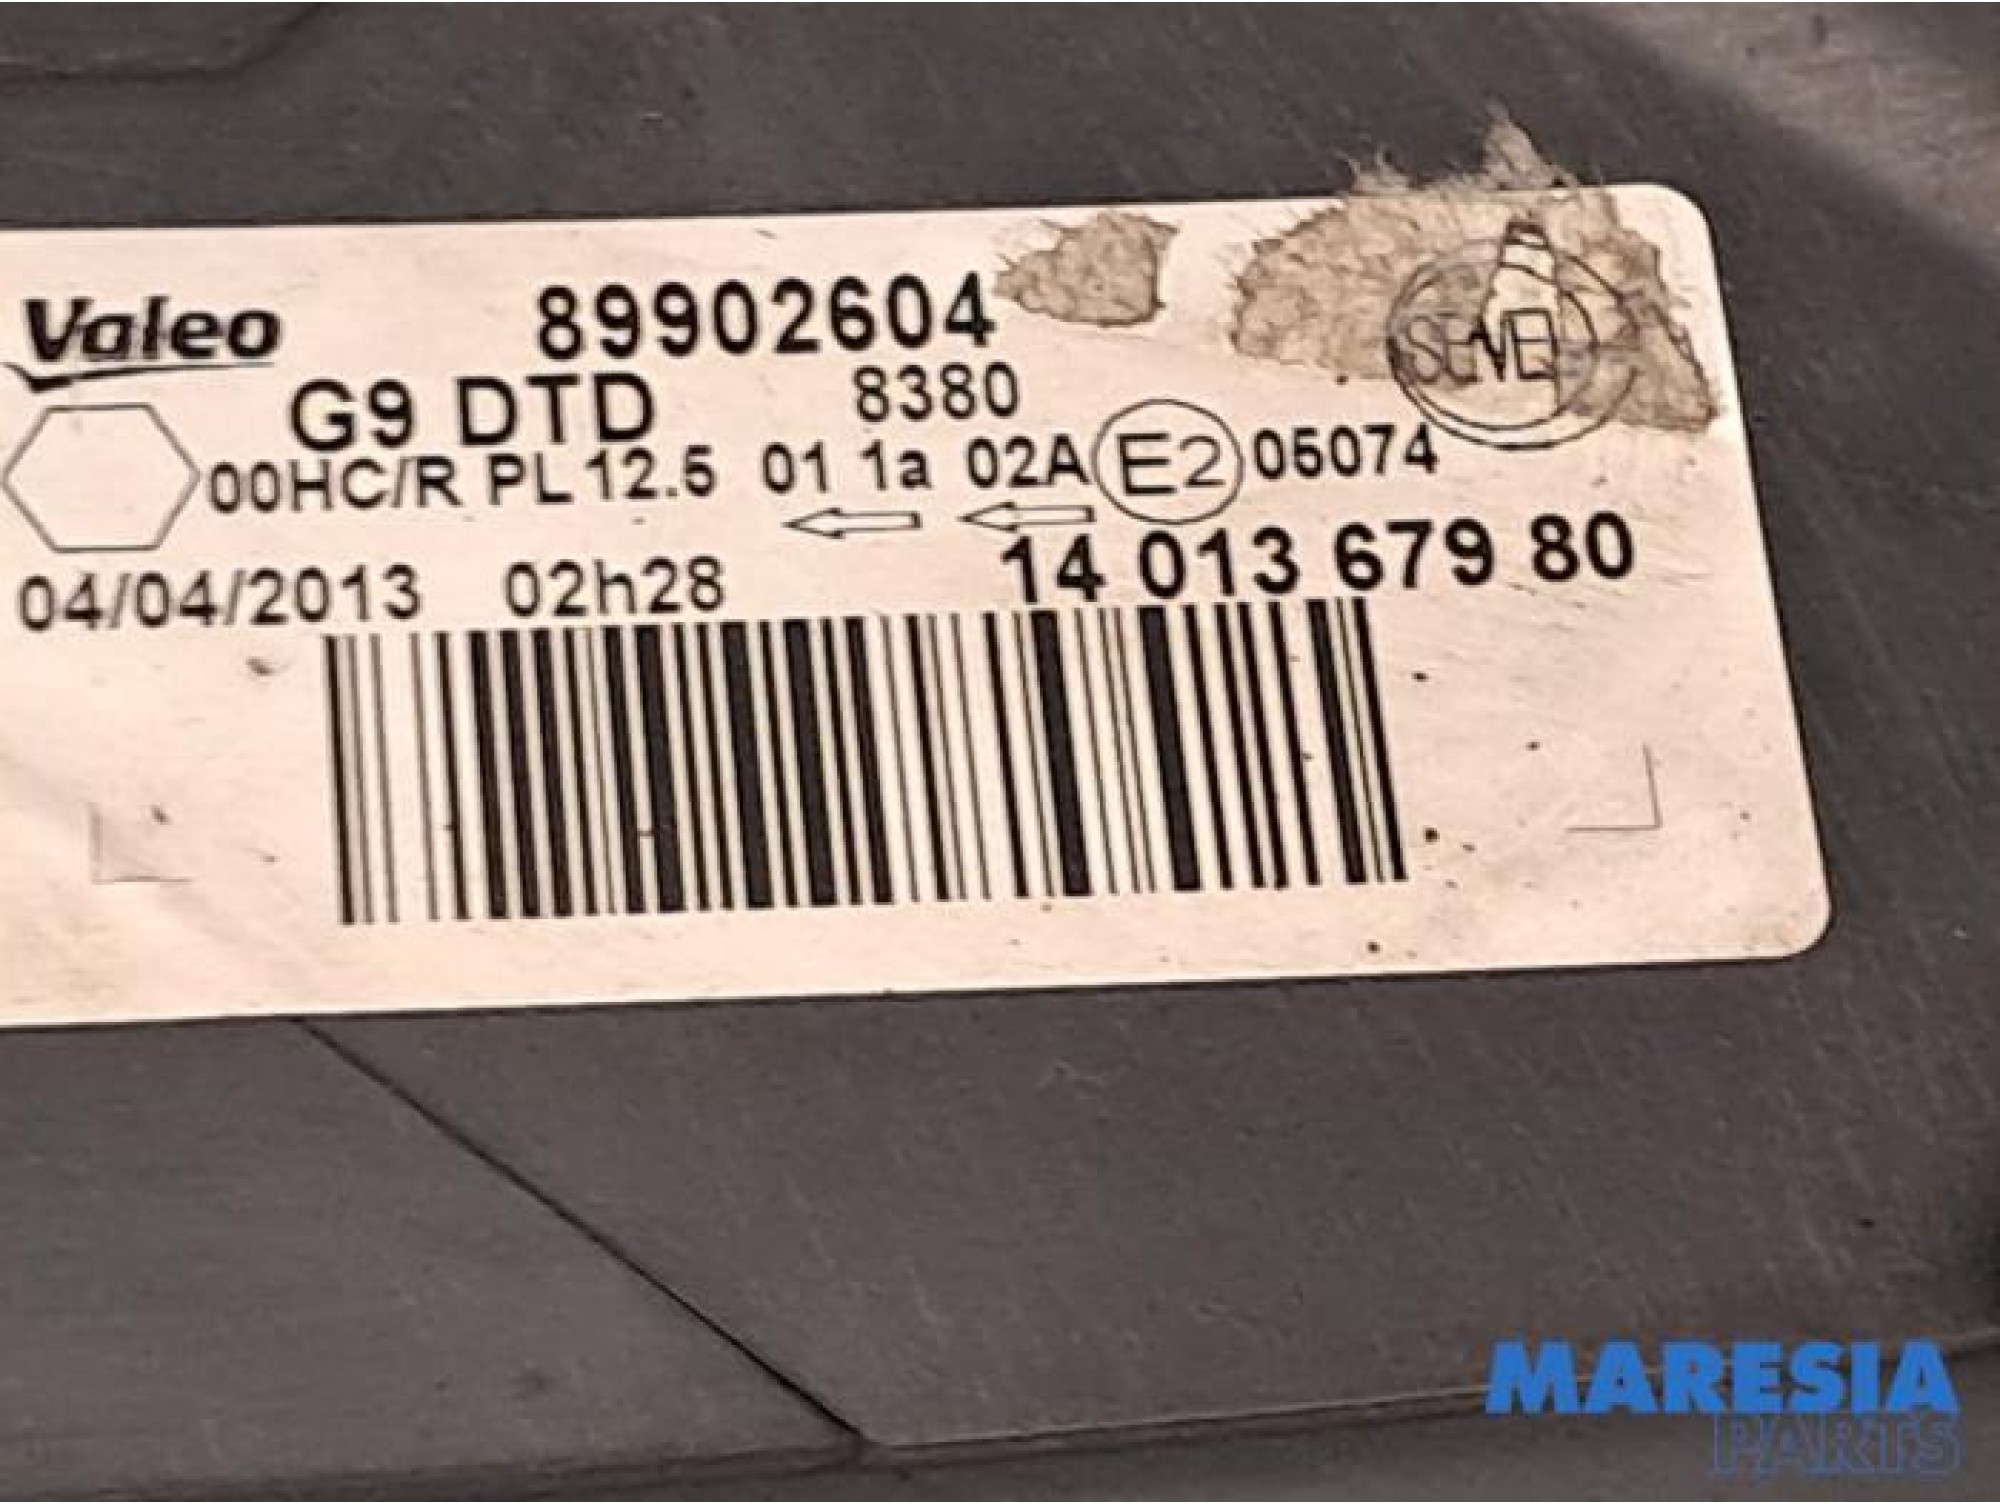 Valeo 89902604
G9 DTD 8380
00HC/R PL 12.5 01 1a 02A E2 05074
04/04/2013 02h28 14 013 679 80
SEVEL
MARESIA
PARTS